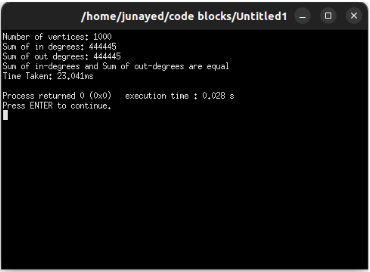 /home/junayed/code blocks/Untitled1
Number of vertices: 1000
Sum of in degrees: 444445
Sum of out degrees: 444445
Sum of in-degrees and Sum of out-degrees are equal
Time Taken: 23.041ms
Process returned 0 (0x0)   execution time : 0.028 s
Press ENTER to continue.